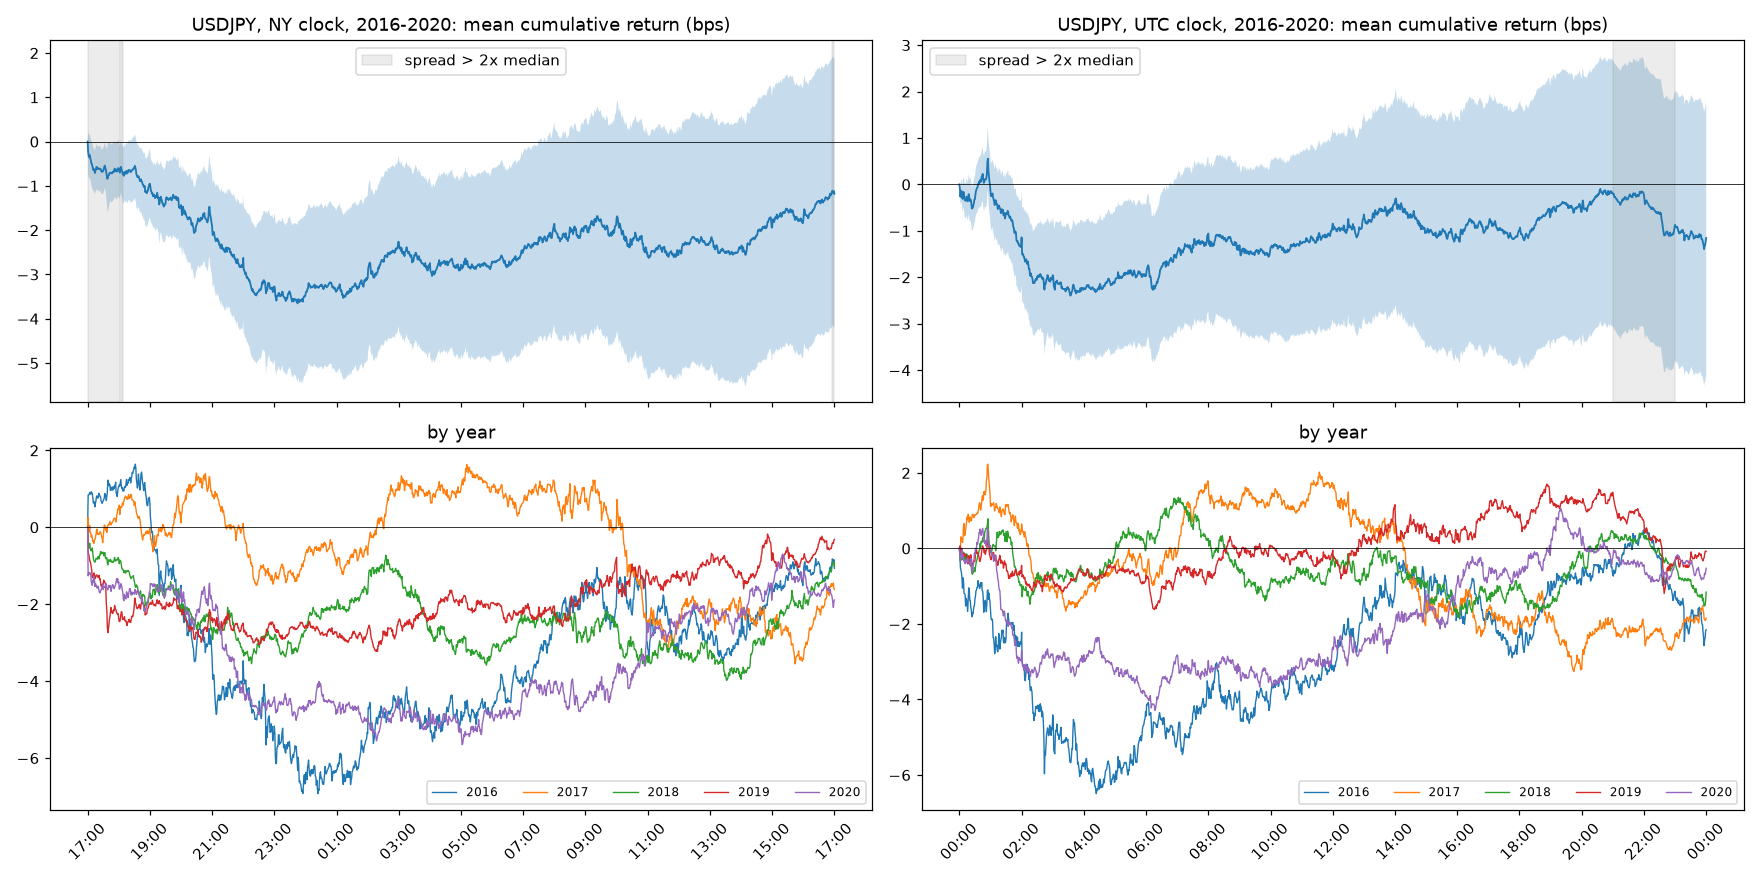 USDJPY, NY clock, 2016-2020: mean cumulative return (bps)
2
1
0
−1
−2
−3
−4
−5
spread > 2x median
USDJPY, UTC clock, 2016-2020: mean cumulative return (bps)
3
2
1
0
−1
−2
−3
−4
spread > 2x median
by year
2
0
−2
−4
−6
2016 2017 2018 2019 2020
17:00 19:00 21:00 23:00 01:00 03:00 05:00 07:00 09:00 11:00 13:00 15:00 17:00
by year
2
0
−2
−4
−6
2016 2017 2018 2019 2020
00:00 02:00 04:00 06:00 08:00 10:00 12:00 14:00 16:00 18:00 20:00 22:00 00:00